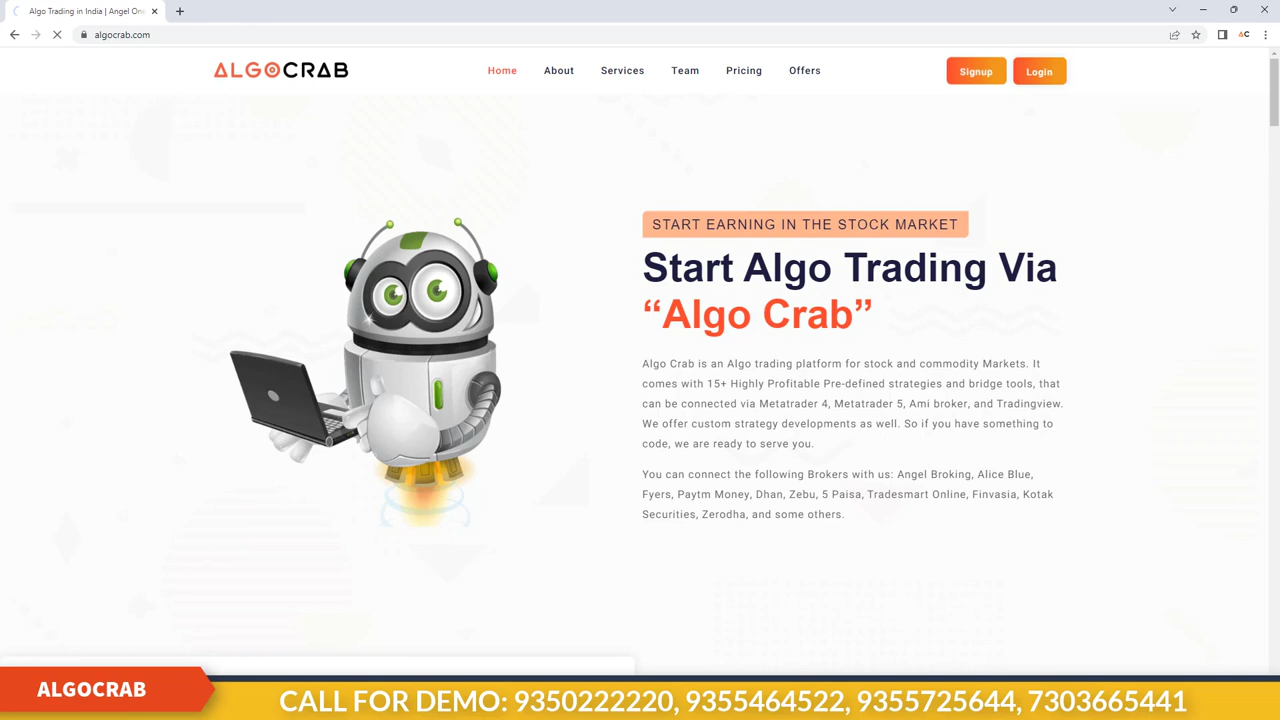 Algo Trading in India | Angel One
algocrab.com
AC
ALGOCRAB
Home About Services Team Pricing Offers
Signup Login
START EARNING IN THE STOCK MARKET
Start Algo Trading Via
“Algo Crab”
Algo Crab is an Algo trading platform for stock and commodity Markets. It
comes with 15+ Highly Profitable Pre-defined strategies and bridge tools, that
can be connected via Metatrader 4, Metatrader 5, Ami broker, and Tradingview.
We offer custom strategy developments as well. So if you have something to
code, we are ready to serve you.
You can connect the following Brokers with us: Angel Broking, Alice Blue,
Fyers, Paytm Money, Dhan, Zebu, 5 Paisa, Tradesmart Online, Finvasia, Kotak
Securities, Zerodha, and some others.
ALGOCRAB
CALL FOR DEMO: 9350222220, 9355464522, 9355725644, 7303665441